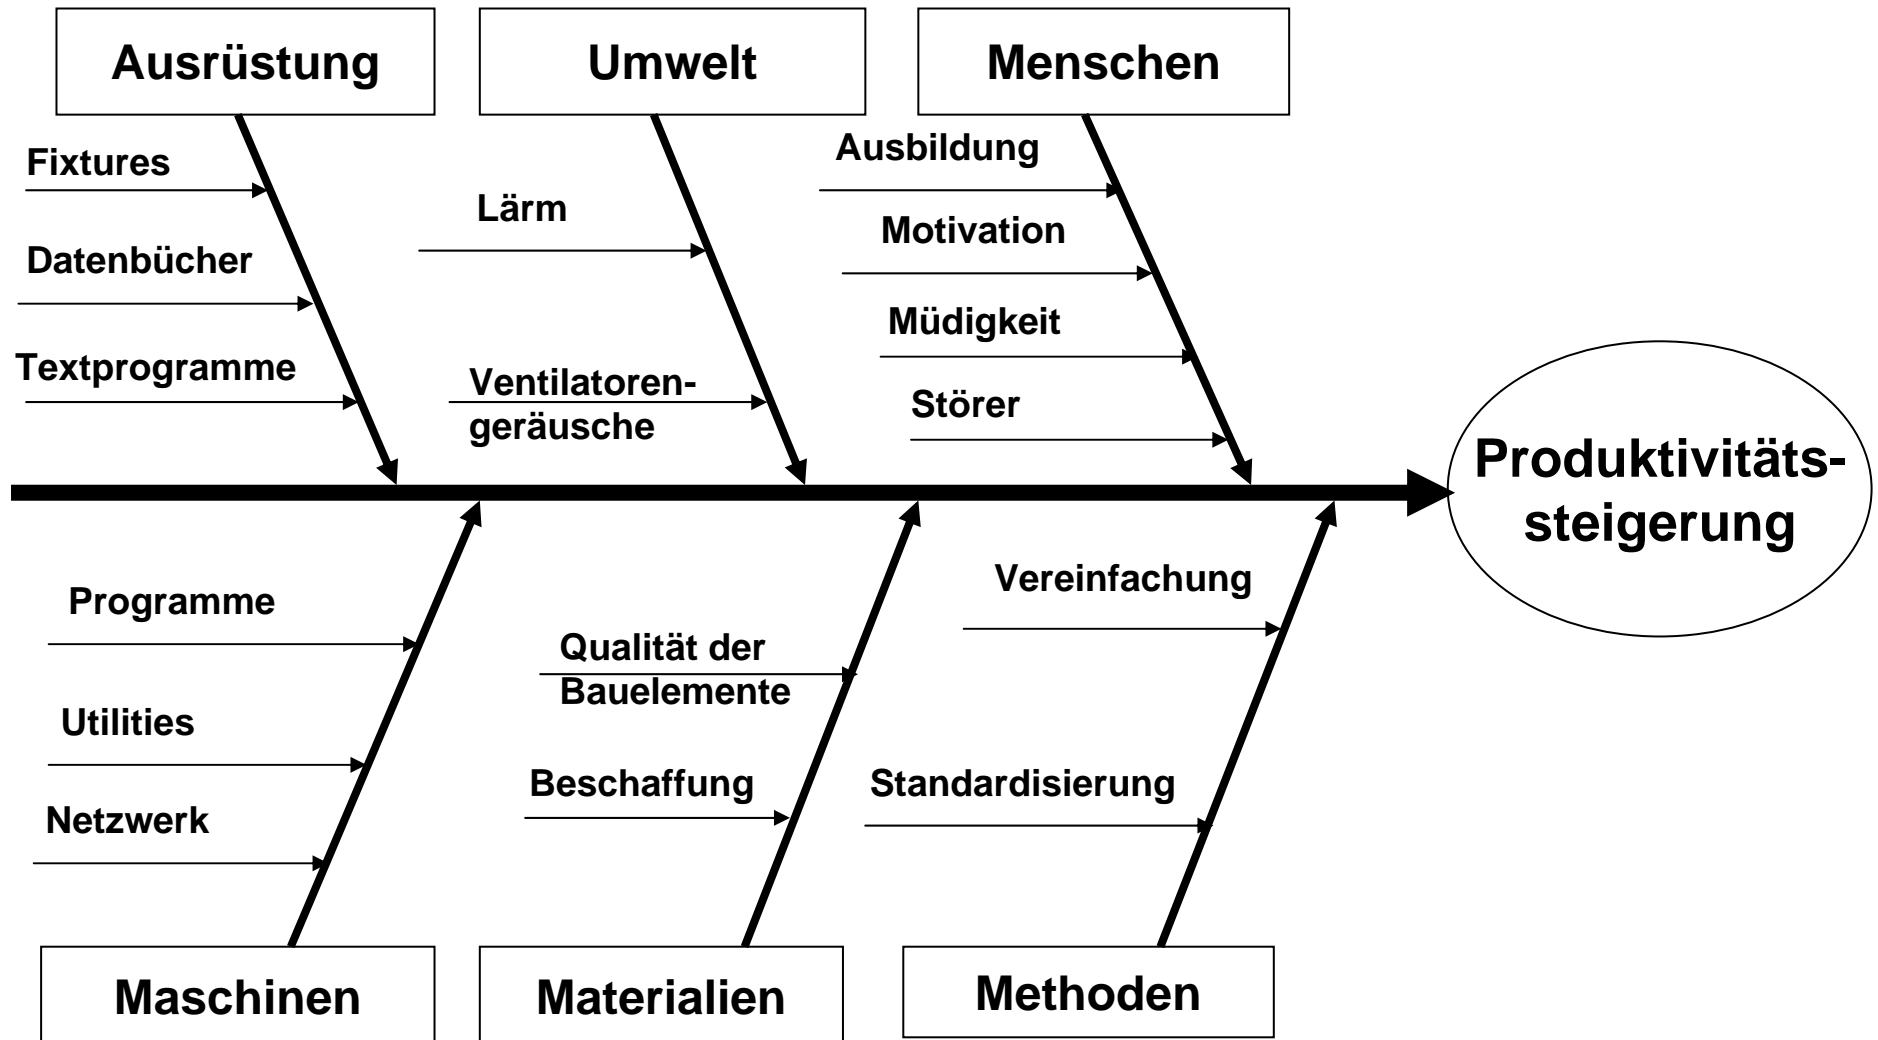 Ausrüstung
Umwelt
Menschen
Fixtures
Datenbücher
Textprogramme
Lärm
Ventilatoren-
geräusche
Ausbildung
Motivation
Müdigkeit
Störer
Produktivitäts-
steigerung
Programme
Utilities
Netzwerk
Qualität der
Bauelemente
Beschaffung
Vereinfachung
Standardisierung
Maschinen
Materialien
Methoden